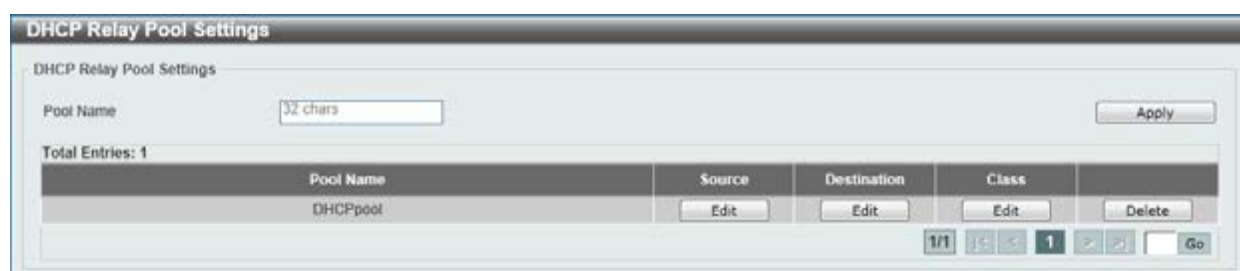 DHCP Relay Pool Settings
DHCP Relay Pool Settings
Pool Name 32 chars Apply
Total Entries: 1
Pool Name Source Destination Class
DHCPpool Edit Edit Edit Delete
1/1 |< < 1 > >| Go